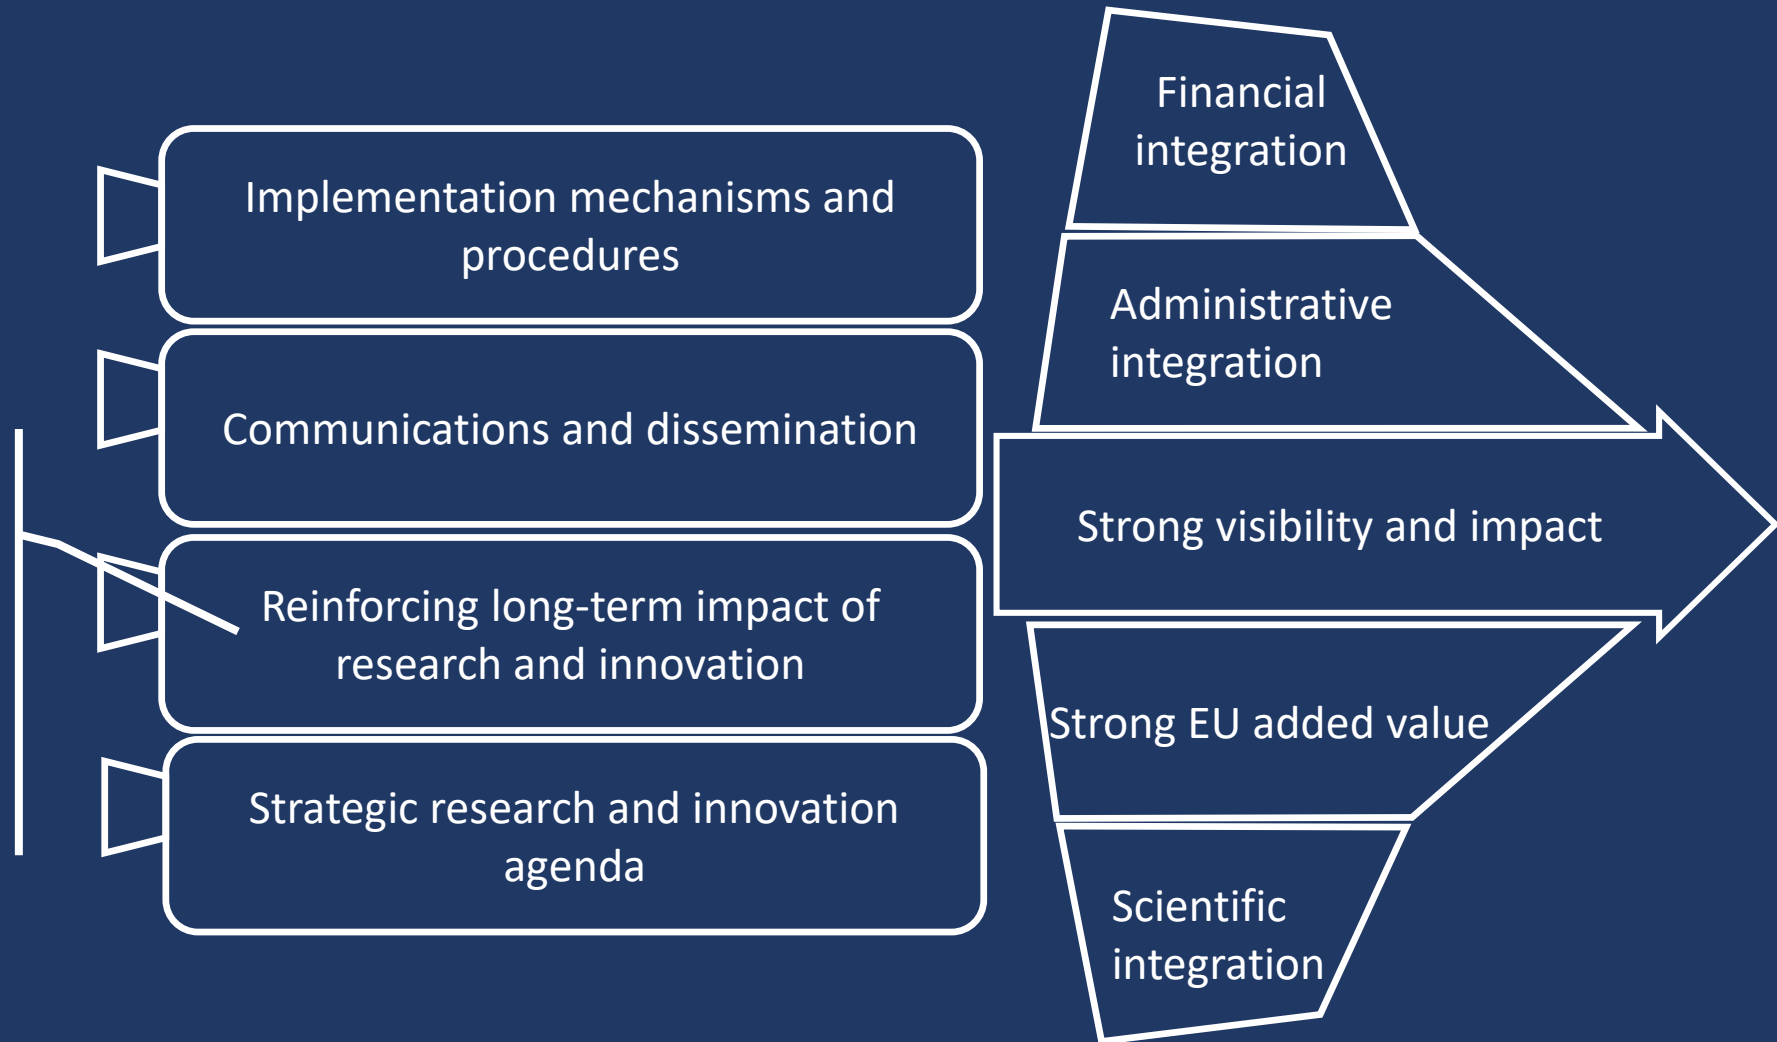 Implementation mechanisms and
procedures
Communications and dissemination
Reinforcing long-term impact of
research and innovation
Strategic research and innovation
agenda
Financial
integration
Administrative
integration
Strong visibility and impact
Strong EU added value
Scientific
integration